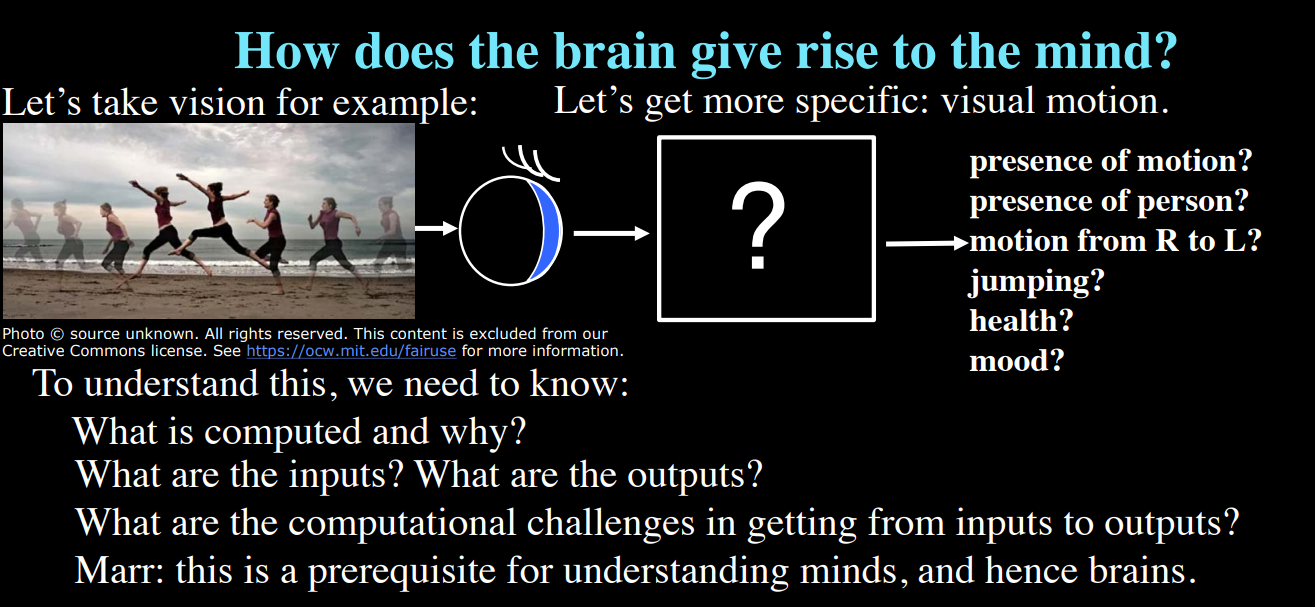 How does the brain give rise to the mind?
Let's take vision for example:
Let's get more specific: visual motion.
?
presence of motion?
presence of person?
motion from R to L?
jumping?
health?
mood?
Photo © source unknown. All rights reserved. This content is excluded from our
Creative Commons license. See https://ocw.mit.edu/fairuse for more information.
To understand this, we need to know:
What is computed and why?
What are the inputs? What are the outputs?
What are the computational challenges in getting from inputs to outputs?
Marr: this is a prerequisite for understanding minds, and hence brains.